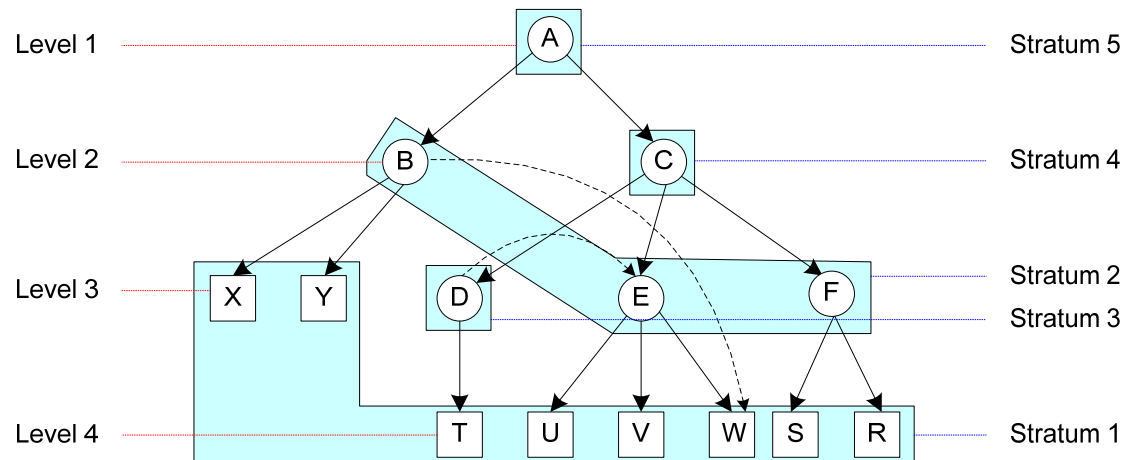 Level 1
A
Stratum 5
Level 2
B
C
Stratum 4
Level 3
X
Y
D
E
F
Stratum 2
Stratum 3
Level 4
T
U
V
W
S
R
Stratum 1